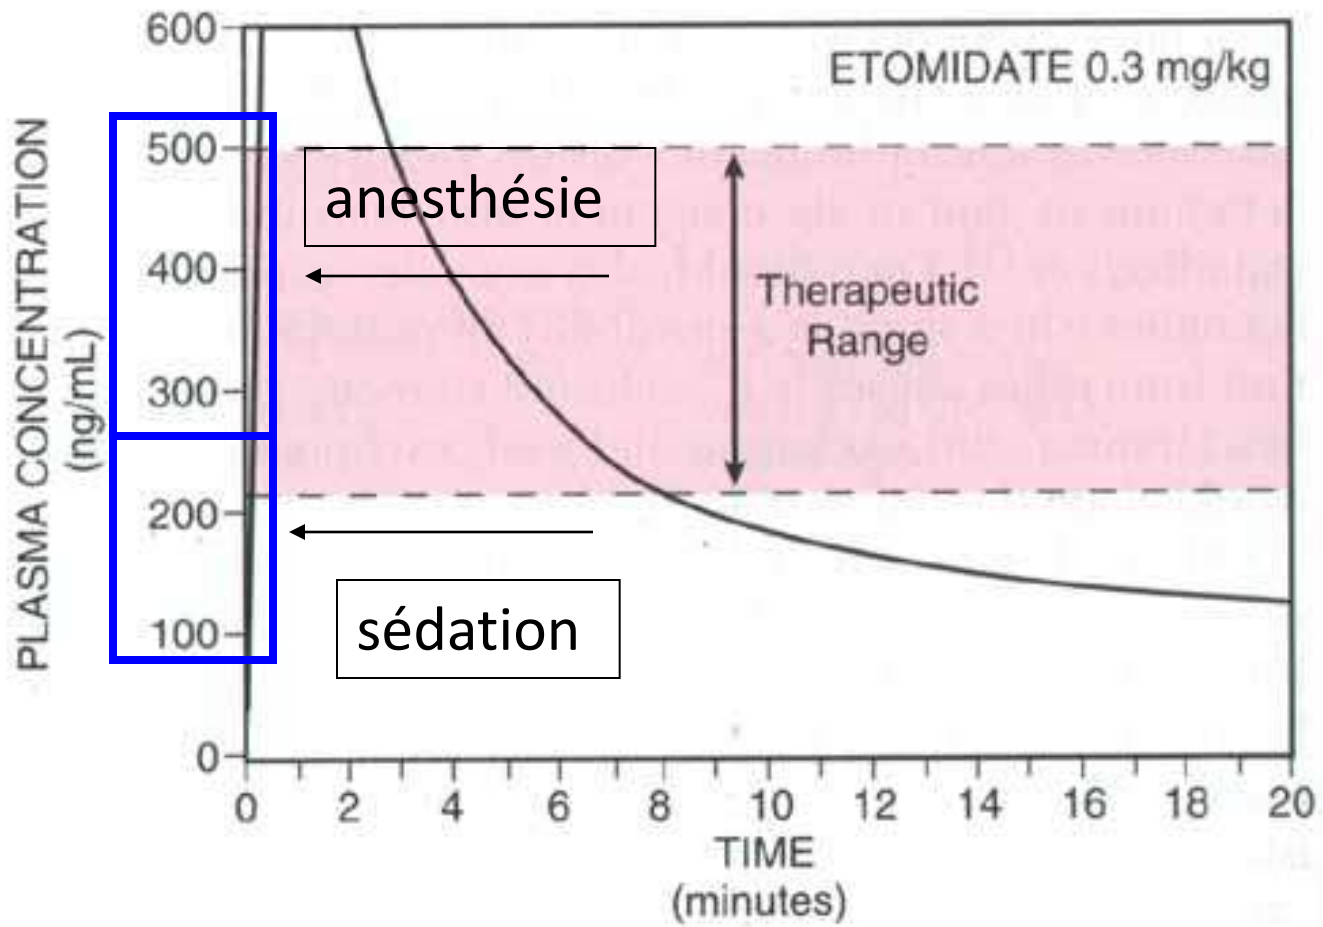 PLASMA CONCENTRATION
(ng/mL)
600
500
400
300
200
100
0
ETOMIDATE 0.3 mg/kg
anesthésie
Therapeutic
Range
sédation
0 2 4 6 8 10 12 14 16 18 20
TIME
(minutes)